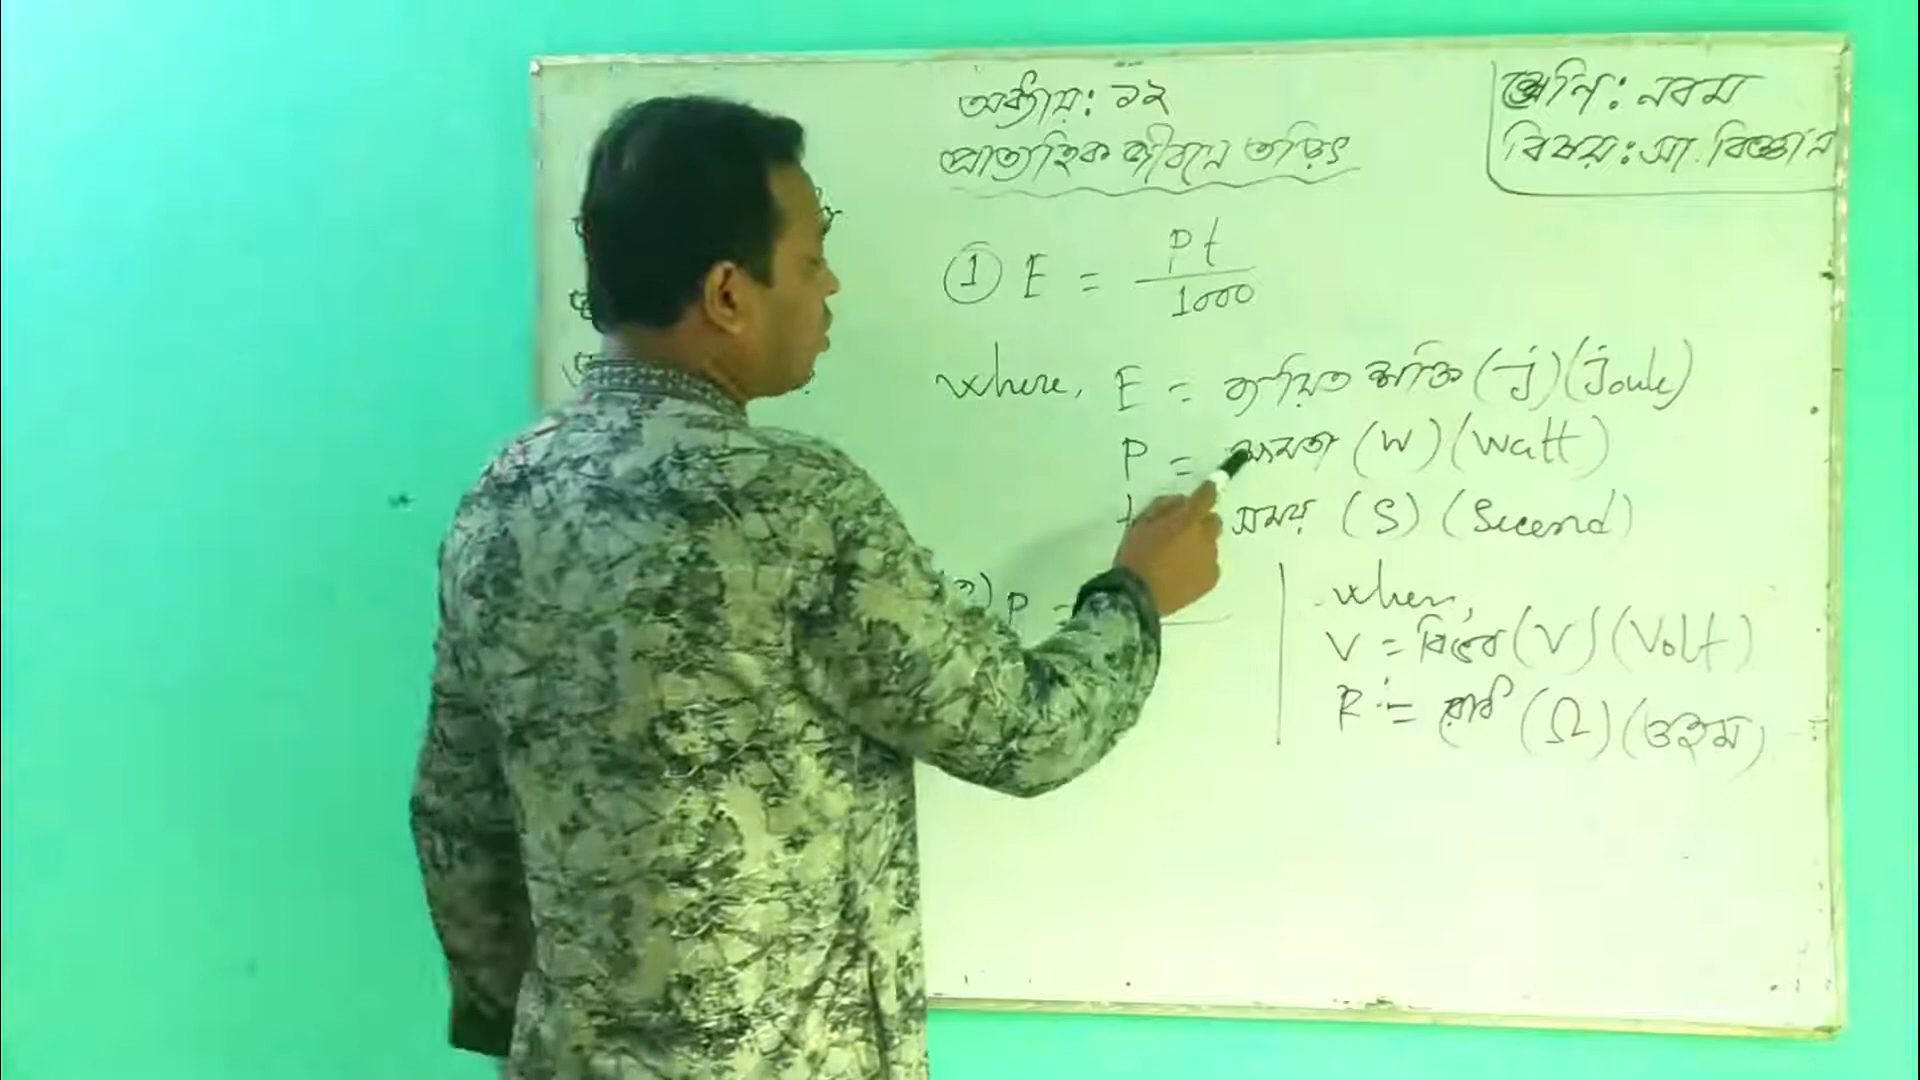 অধ্যায়: ১২
প্রাত্যহিক জীবনে তড়িৎ
শ্রেণি: নবম
বিষয়: সা. বিজ্ঞান
① E = Pt / 1000
where, E = ব্যয়িত শক্তি (j) (joule)
P = ক্ষমতা (W) (Watt)
সময় (S) (Second)
P =
where,
V = বিভব (V) (Volt)
R = রোধ (Ω) (ওহম)